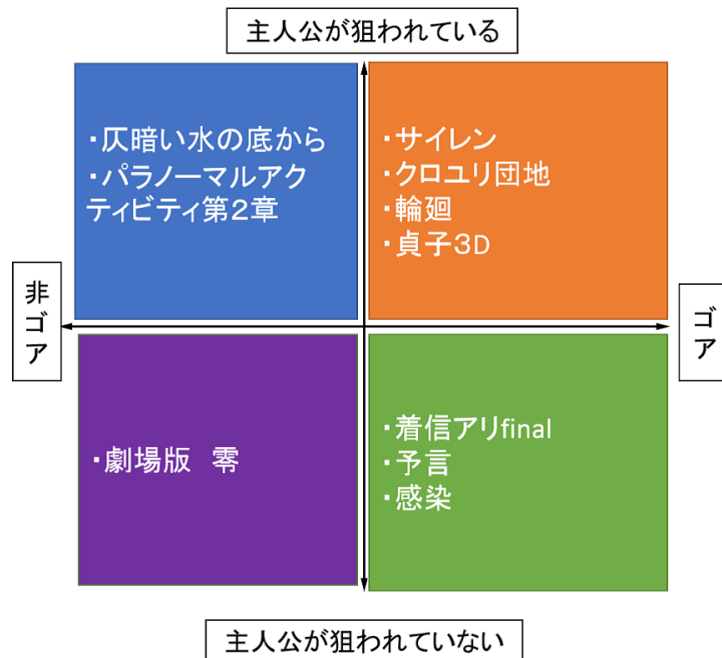 主人公が狙われている
・仄暗い水の底から
・パラノーマルアク
ティビティ第２章
・サイレン
・クロユリ団地
・輪廻
・貞子３D
非ゴア
ゴア
・劇場版　零
・着信アリfinal
・予言
・感染
主人公が狙われていない